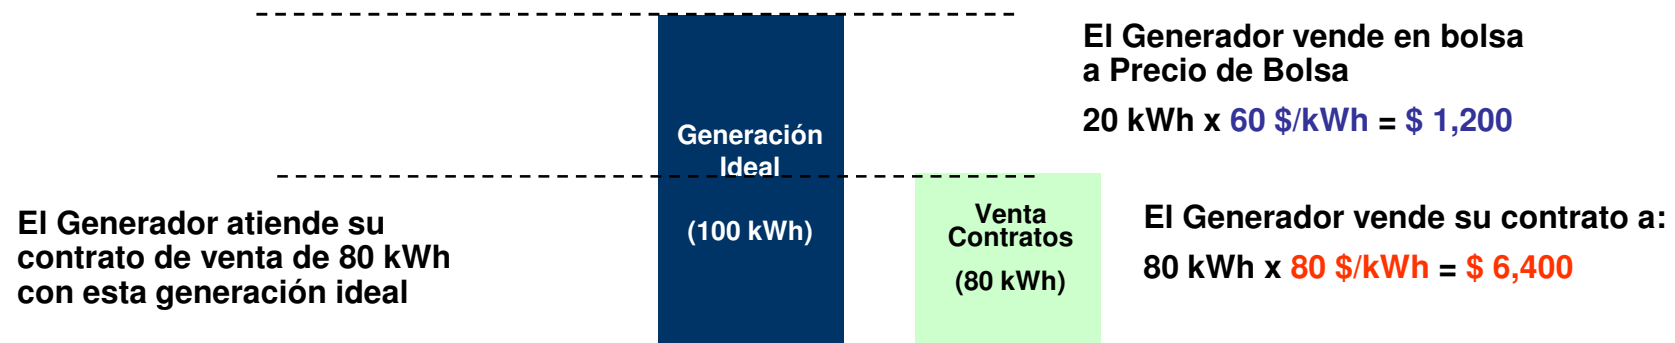 El Generador vende en bolsa
a Precio de Bolsa
20 kWh x 60 $/kWh = $ 1,200
Generación
Ideal
(100 kWh)
El Generador atiende su
contrato de venta de 80 kWh
con esta generación ideal
Venta
Contratos
(80 kWh)
El Generador vende su contrato a:
80 kWh x 80 $/kWh = $ 6,400